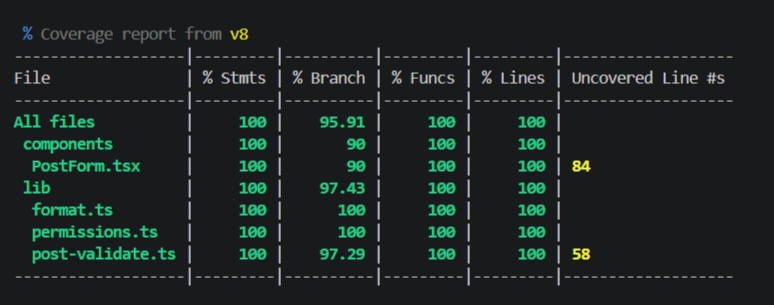 % Coverage report from v8
-------------------|---------|----------|---------|---------|-------------------
File               | % Stmts | % Branch | % Funcs | % Lines | Uncovered Line #s
-------------------|---------|----------|---------|---------|-------------------
All files          |     100 |    95.91 |     100 |     100 |
 components        |     100 |       90 |     100 |     100 |
  PostForm.tsx     |     100 |       90 |     100 |     100 | 84
 lib               |     100 |    97.43 |     100 |     100 |
  format.ts        |     100 |      100 |     100 |     100 |
  permissions.ts   |     100 |      100 |     100 |     100 |
  post-validate.ts |     100 |    97.29 |     100 |     100 | 58
-------------------|---------|----------|---------|---------|-------------------